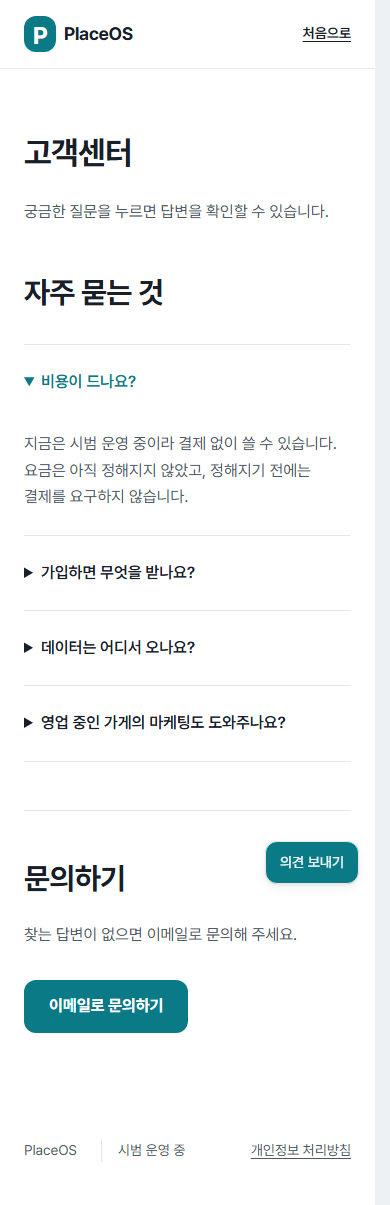 P PlaceOS
처음으로
고객센터
궁금한 질문을 누르면 답변을 확인할 수 있습니다.
자주 묻는 것
▼ 비용이 드나요?
지금은 시범 운영 중이라 결제 없이 쓸 수 있습니다.
요금은 아직 정해지지 않았고, 정해지기 전에는
결제를 요구하지 않습니다.
▶ 가입하면 무엇을 받나요?
▶ 데이터는 어디서 오나요?
▶ 영업 중인 가게의 마케팅도 도와주나요?
의견 보내기
문의하기
찾는 답변이 없으면 이메일로 문의해 주세요.
이메일로 문의하기
PlaceOS
시범 운영 중
개인정보 처리방침